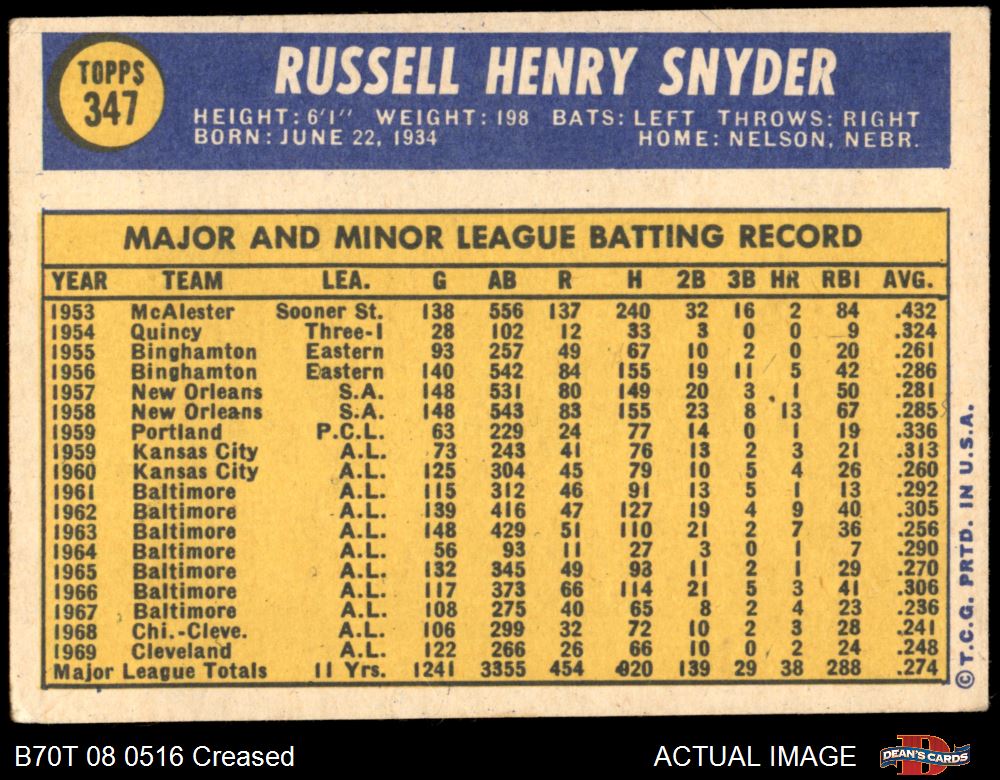 TOPPS
347
RUSSELL HENRY SNYDER
HEIGHT: 6'1" WEIGHT: 198 BATS: LEFT THROWS: RIGHT
BORN: JUNE 22, 1934 HOME: NELSON, NEBR.
MAJOR AND MINOR LEAGUE BATTING RECORD
YEAR TEAM LEA. G AB R H 2B 3B HR RBI AVG.
1953 McAlester Sooner St. 138 556 137 240 32 16 2 84 .432
1954 Quincy Three-I 28 102 12 33 3 0 0 9 .324
1955 Binghamton Eastern 93 257 49 67 10 2 0 20 .261
1956 Binghamton Eastern 140 542 84 155 19 11 5 42 .286
1957 New Orleans S.A. 148 531 80 149 20 3 1 50 .281
1958 New Orleans S.A. 148 543 83 155 23 8 13 67 .285
1959 Portland P.C.L. 63 229 24 77 14 0 1 19 .336
1959 Kansas City A.L. 73 243 41 76 13 2 3 21 .313
1960 Kansas City A.L. 125 304 45 79 10 5 4 26 .260
1961 Baltimore A.L. 115 312 46 91 13 5 1 13 .292
1962 Baltimore A.L. 139 416 47 127 19 4 9 40 .305
1963 Baltimore A.L. 148 429 51 110 21 2 7 36 .256
1964 Baltimore A.L. 56 93 11 27 3 0 1 7 .290
1965 Baltimore A.L. 132 345 49 93 11 2 1 29 .270
1966 Baltimore A.L. 117 373 66 114 21 5 3 41 .306
1967 Baltimore A.L. 108 275 40 65 8 2 4 23 .236
1968 Chi.-Cleve. A.L. 106 299 32 72 10 2 3 28 .241
1969 Cleveland A.L. 122 266 26 66 10 0 2 24 .248
Major League Totals 11 Yrs. 1241 3355 454 920 139 29 38 288 .274
©T.C.G. PRTD. IN U.S.A.
B70T 08 0516 Creased ACTUAL IMAGE
DEAN'S CARDS